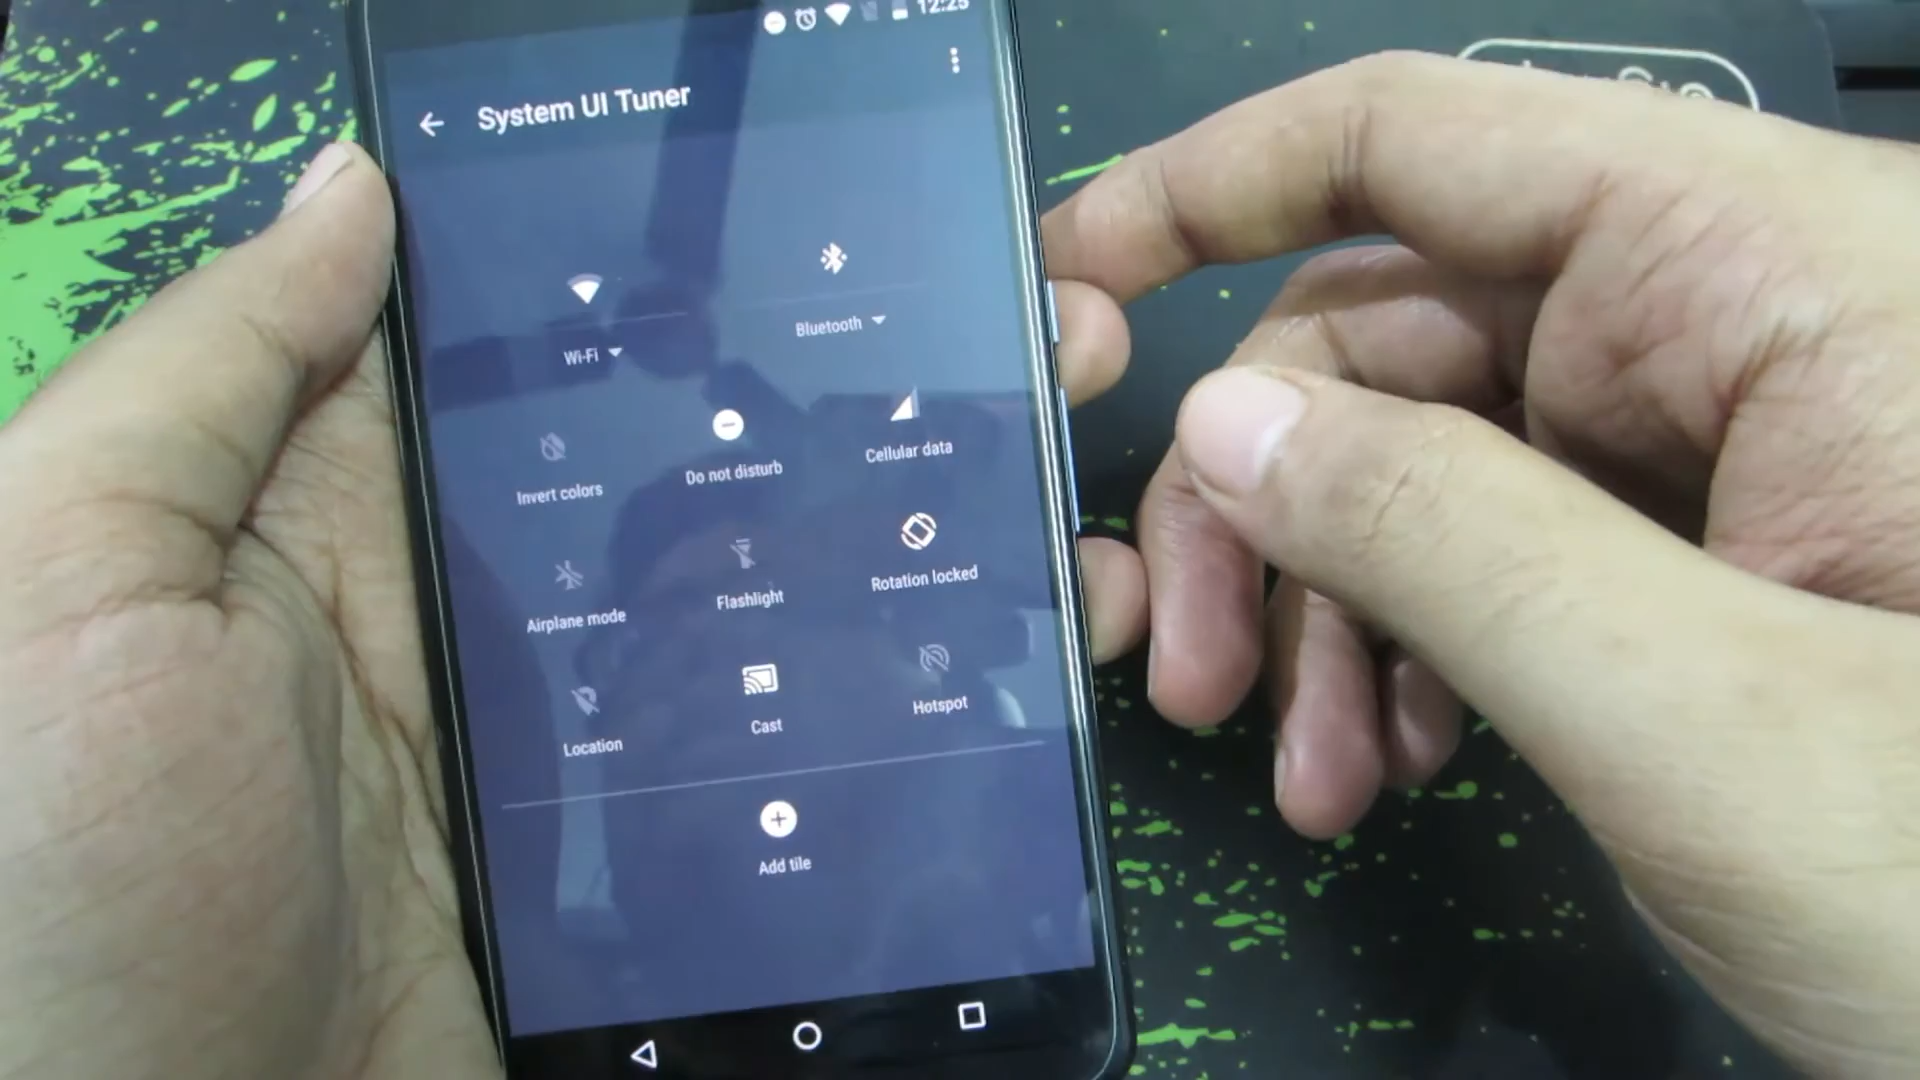 12:25
System UI Tuner
Wi-Fi
Bluetooth
Invert colors
Do not disturb
Cellular data
Airplane mode
Flashlight
Rotation locked
Location
Cast
Hotspot
Add tile